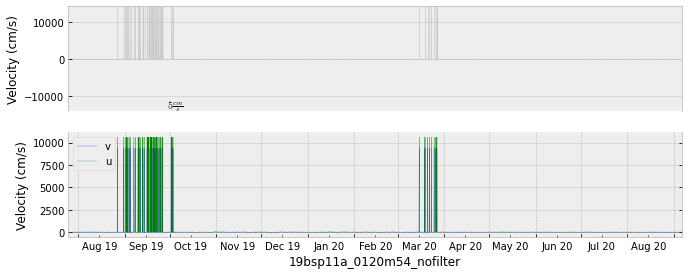 Velocity (cm/s)
10000
0
−10000
5 cm/s
Velocity (cm/s)
10000
7500
5000
2500
0
v
u
Aug 19 Sep 19 Oct 19 Nov 19 Dec 19 Jan 20 Feb 20 Mar 20 Apr 20 May 20 Jun 20 Jul 20 Aug 20
19bsp11a_0120m54_nofilter